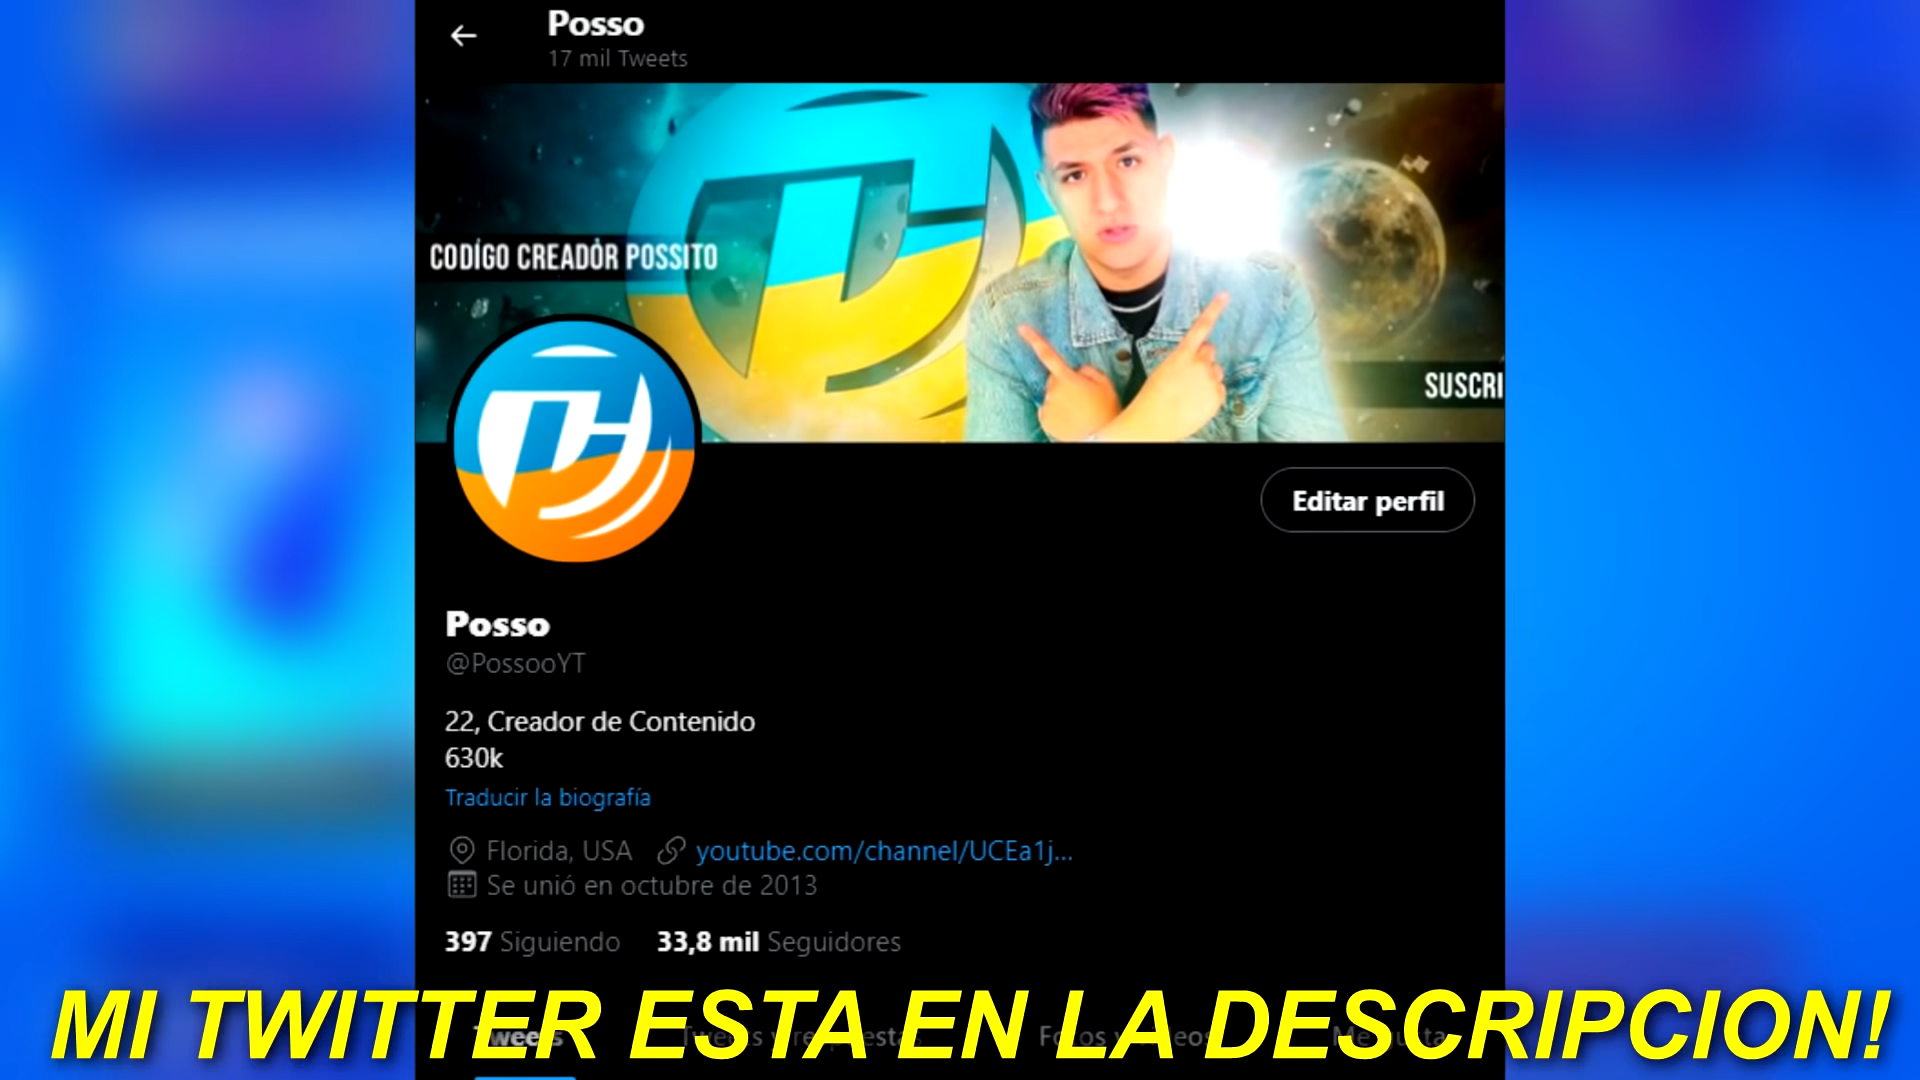 Posso
17 mil Tweets
CODÍGO CREADÓR POSSITO
SUSCRI
Editar perfil
Posso
@PossooYT
22, Creador de Contenido
630k
Traducir la biografía
Florida, USA youtube.com/channel/UCEa1j...
Se unió en octubre de 2013
397 Siguiendo 33,8 mil Seguidores
MI TWITTER ESTA EN LA DESCRIPCION!
Tweets